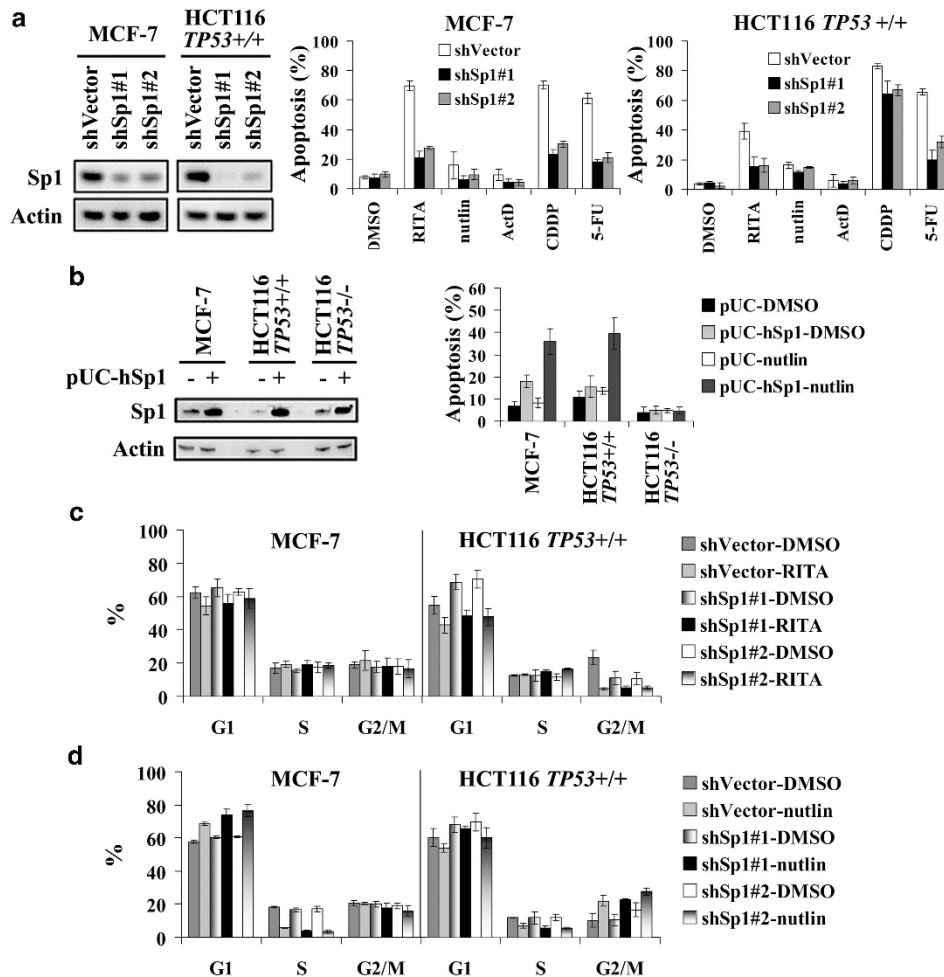 a
MCF-7
HCT116
TP53+/+
shVector
shSp1#1
shSp1#2
shVector
shSp1#1
shSp1#2
Sp1
Actin
MCF-7
Apoptosis (%)
80
60
40
20
0
shVector
shSp1#1
shSp1#2
DMSO
RITA
nutlin
ActD
CDDP
5-FU
HCT116 TP53 +/+
Apoptosis (%)
80
60
40
20
0
shVector
shSp1#1
shSp1#2
DMSO
RITA
nutlin
ActD
CDDP
5-FU
b
MCF-7
HCT116
TP53+/+
HCT116
TP53-/-
pUC-hSp1 - + - + - +
Sp1
Actin
Apoptosis (%)
60
50
40
30
20
10
0
MCF-7
HCT116
TP53+/+
HCT116
TP53-/-
pUC-DMSO
pUC-hSp1-DMSO
pUC-nutlin
pUC-hSp1-nutlin
c
MCF-7
HCT116 TP53+/+
%
100
80
60
40
20
0
G1 S G2/M G1 S G2/M
shVector-DMSO
shVector-RITA
shSp1#1-DMSO
shSp1#1-RITA
shSp1#2-DMSO
shSp1#2-RITA
d
MCF-7
HCT116 TP53+/+
%
100
80
60
40
20
0
G1 S G2/M G1 S G2/M
shVector-DMSO
shVector-nutlin
shSp1#1-DMSO
shSp1#1-nutlin
shSp1#2-DMSO
shSp1#2-nutlin